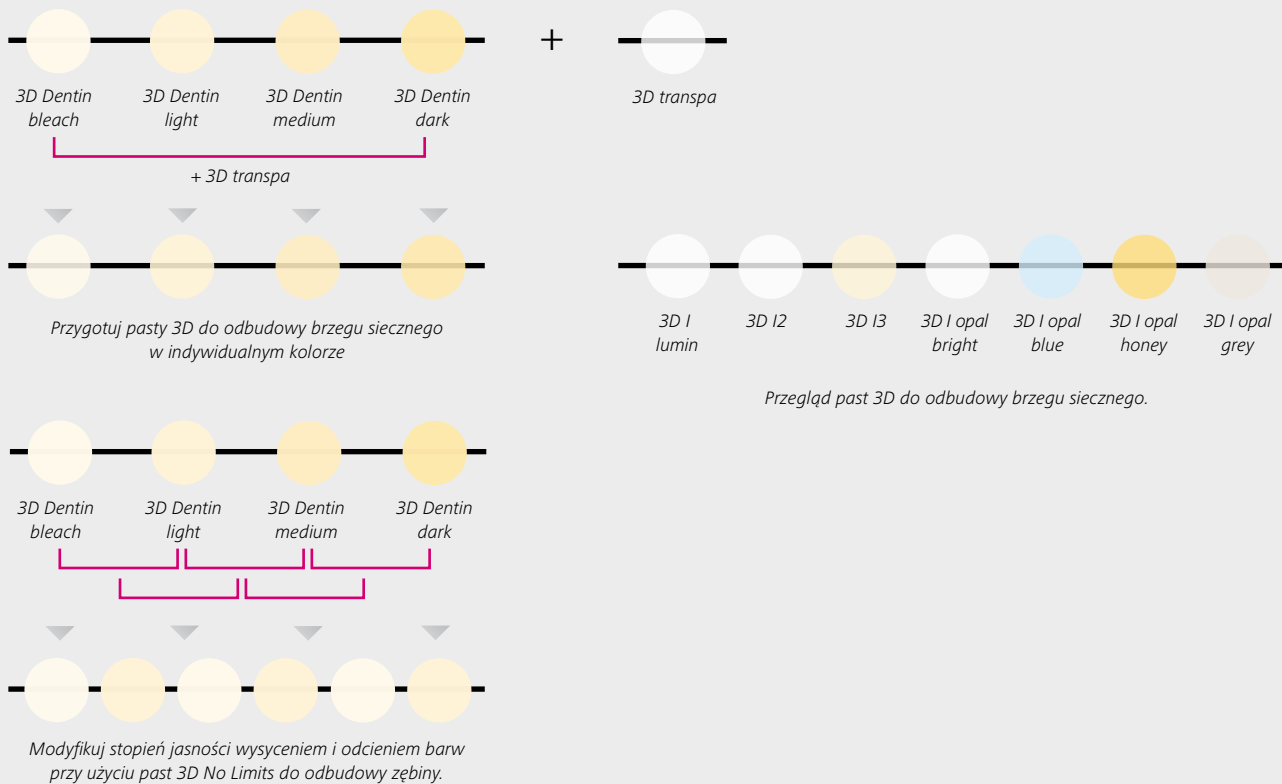 +
3D Dentin
bleach
3D Dentin
light
3D Dentin
medium
3D Dentin
dark
3D transpa
+ 3D transpa
Przygotuj pasty 3D do odbudowy brzegu siecznego
w indywidualnym kolorze
3D I
lumin
3D I2
3D I3
3D I opal
bright
3D I opal
blue
3D I opal
honey
3D I opal
grey
Przegląd past 3D do odbudowy brzegu siecznego.
3D Dentin
bleach
3D Dentin
light
3D Dentin
medium
3D Dentin
dark
Modyfikuj stopień jasności wysyceniem i odcieniem barw
przy użyciu past 3D No Limits do odbudowy zębiny.